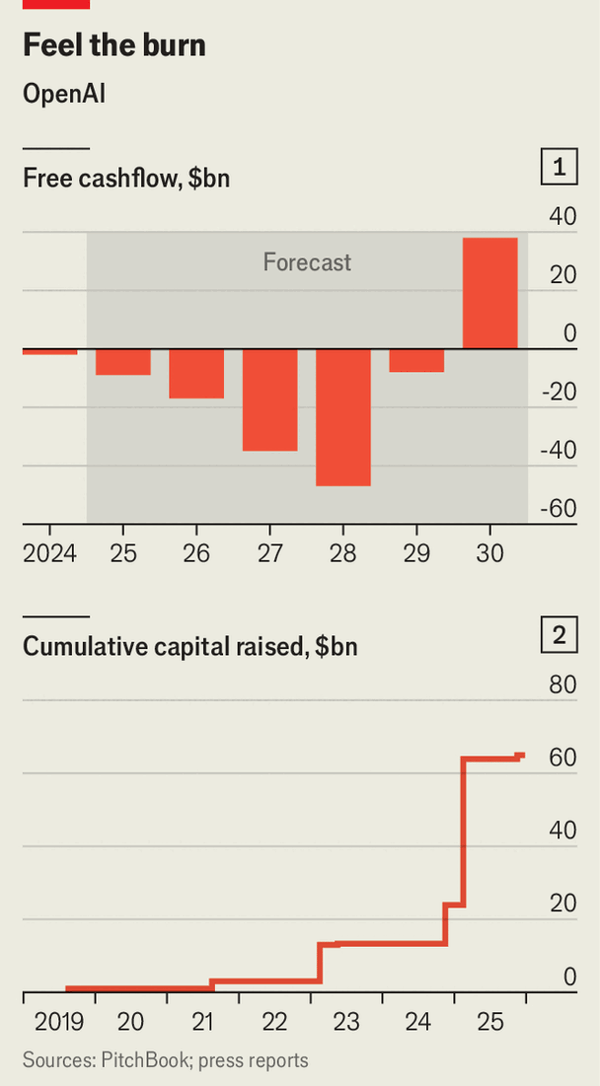 Feel the burn
OpenAI
Free cashflow, $bn
1
40
Forecast
20
0
-20
-40
-60
2024 25 26 27 28 29 30
Cumulative capital raised, $bn
2
80
60
40
20
0
2019 20 21 22 23 24 25
Sources: PitchBook; press reports